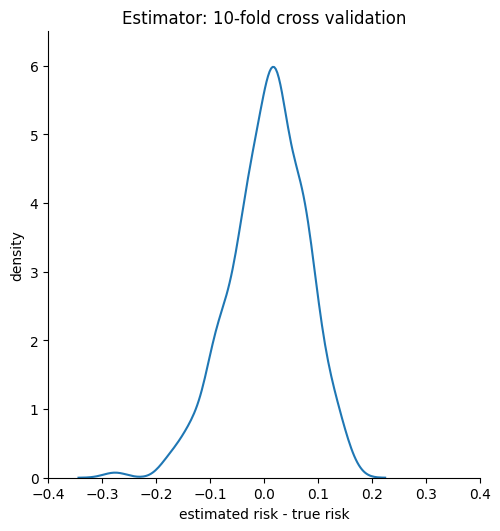 Estimator: 10-fold cross validation
6
5
4
3
2
1
0
density
-0.4 -0.3 -0.2 -0.1 0.0 0.1 0.2 0.3 0.4
estimated risk - true risk